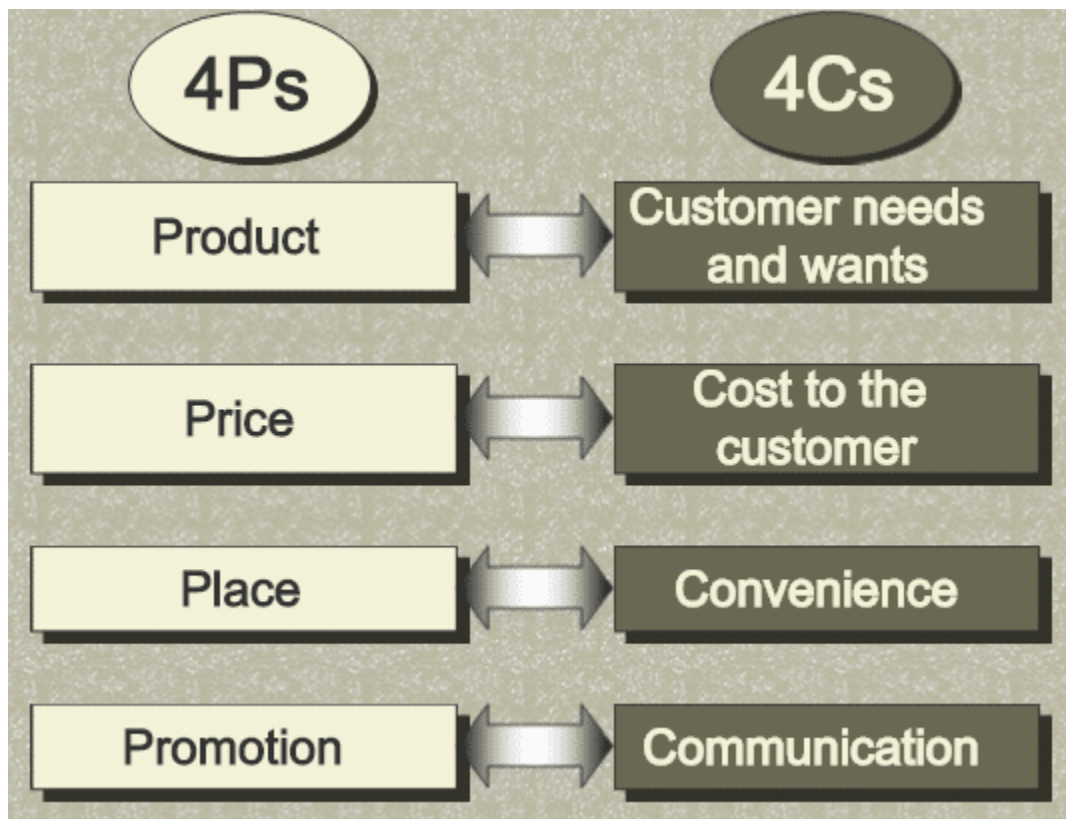 4Ps
4Cs
Product
Customer needs
and wants
Price
Cost to the
customer
Place
Convenience
Promotion
Communication